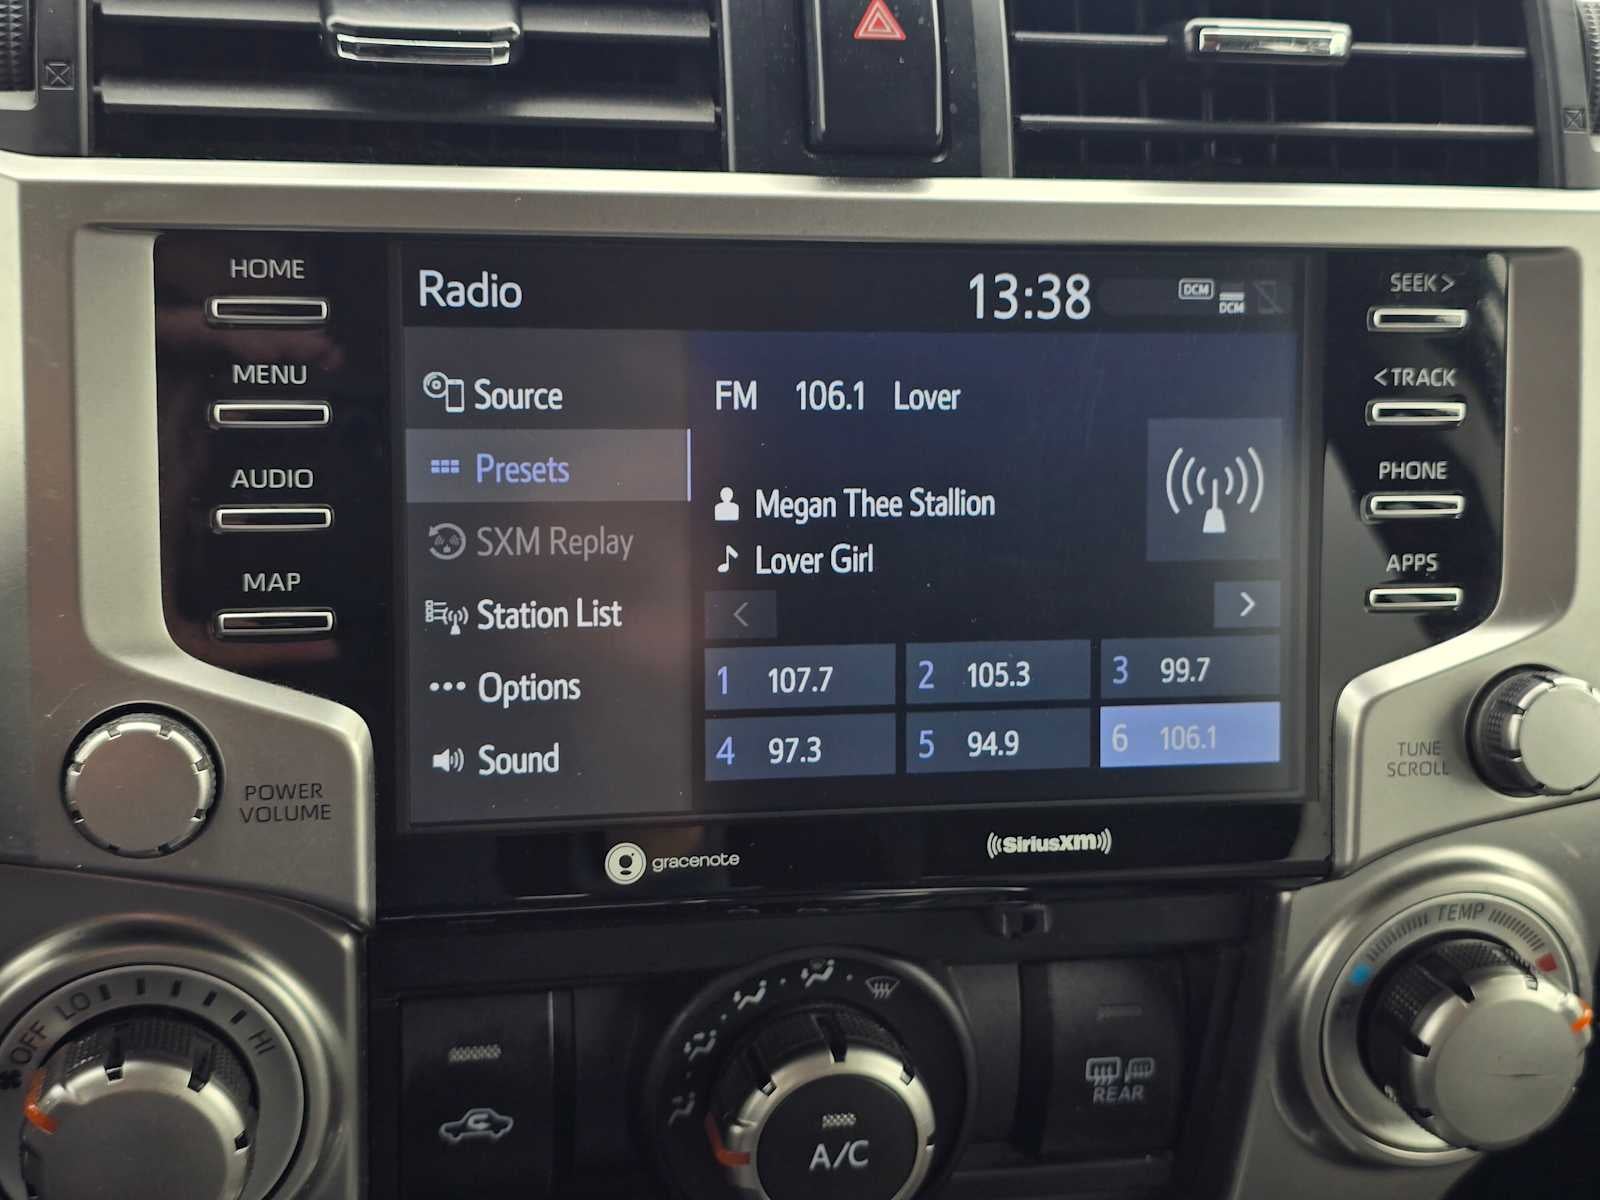 HOME
MENU
AUDIO
MAP
POWER
VOLUME
Radio
13:38
DCM
DCM
Source
Presets
SXM Replay
Station List
Options
Sound
FM 106.1 Lover
Megan Thee Stallion
Lover Girl
<
>
1 107.7
2 105.3
3 99.7
4 97.3
5 94.9
6 106.1
SEEK >
< TRACK
PHONE
APPS
TUNE
SCROLL
gracenote
((SiriusXM))
OFF LO HI
A/C
REAR
TEMP